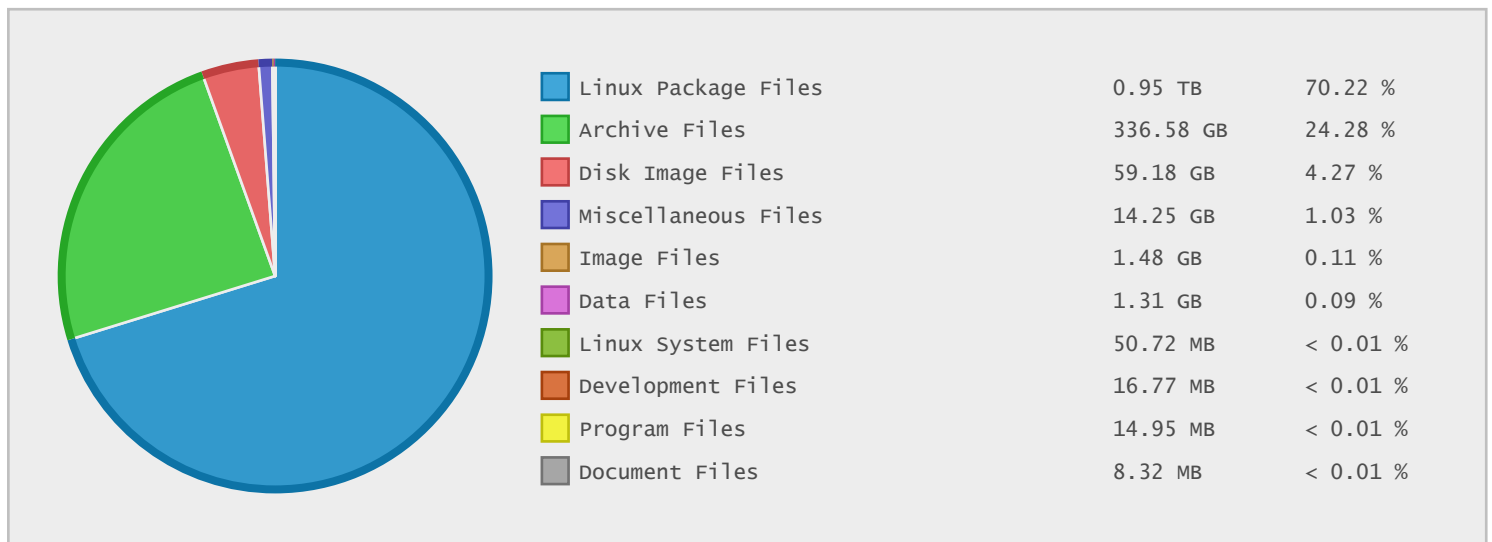 Linux Package Files 0.95 TB 70.22 %
Archive Files 336.58 GB 24.28 %
Disk Image Files 59.18 GB 4.27 %
Miscellaneous Files 14.25 GB 1.03 %
Image Files 1.48 GB 0.11 %
Data Files 1.31 GB 0.09 %
Linux System Files 50.72 MB < 0.01 %
Development Files 16.77 MB < 0.01 %
Program Files 14.95 MB < 0.01 %
Document Files 8.32 MB < 0.01 %